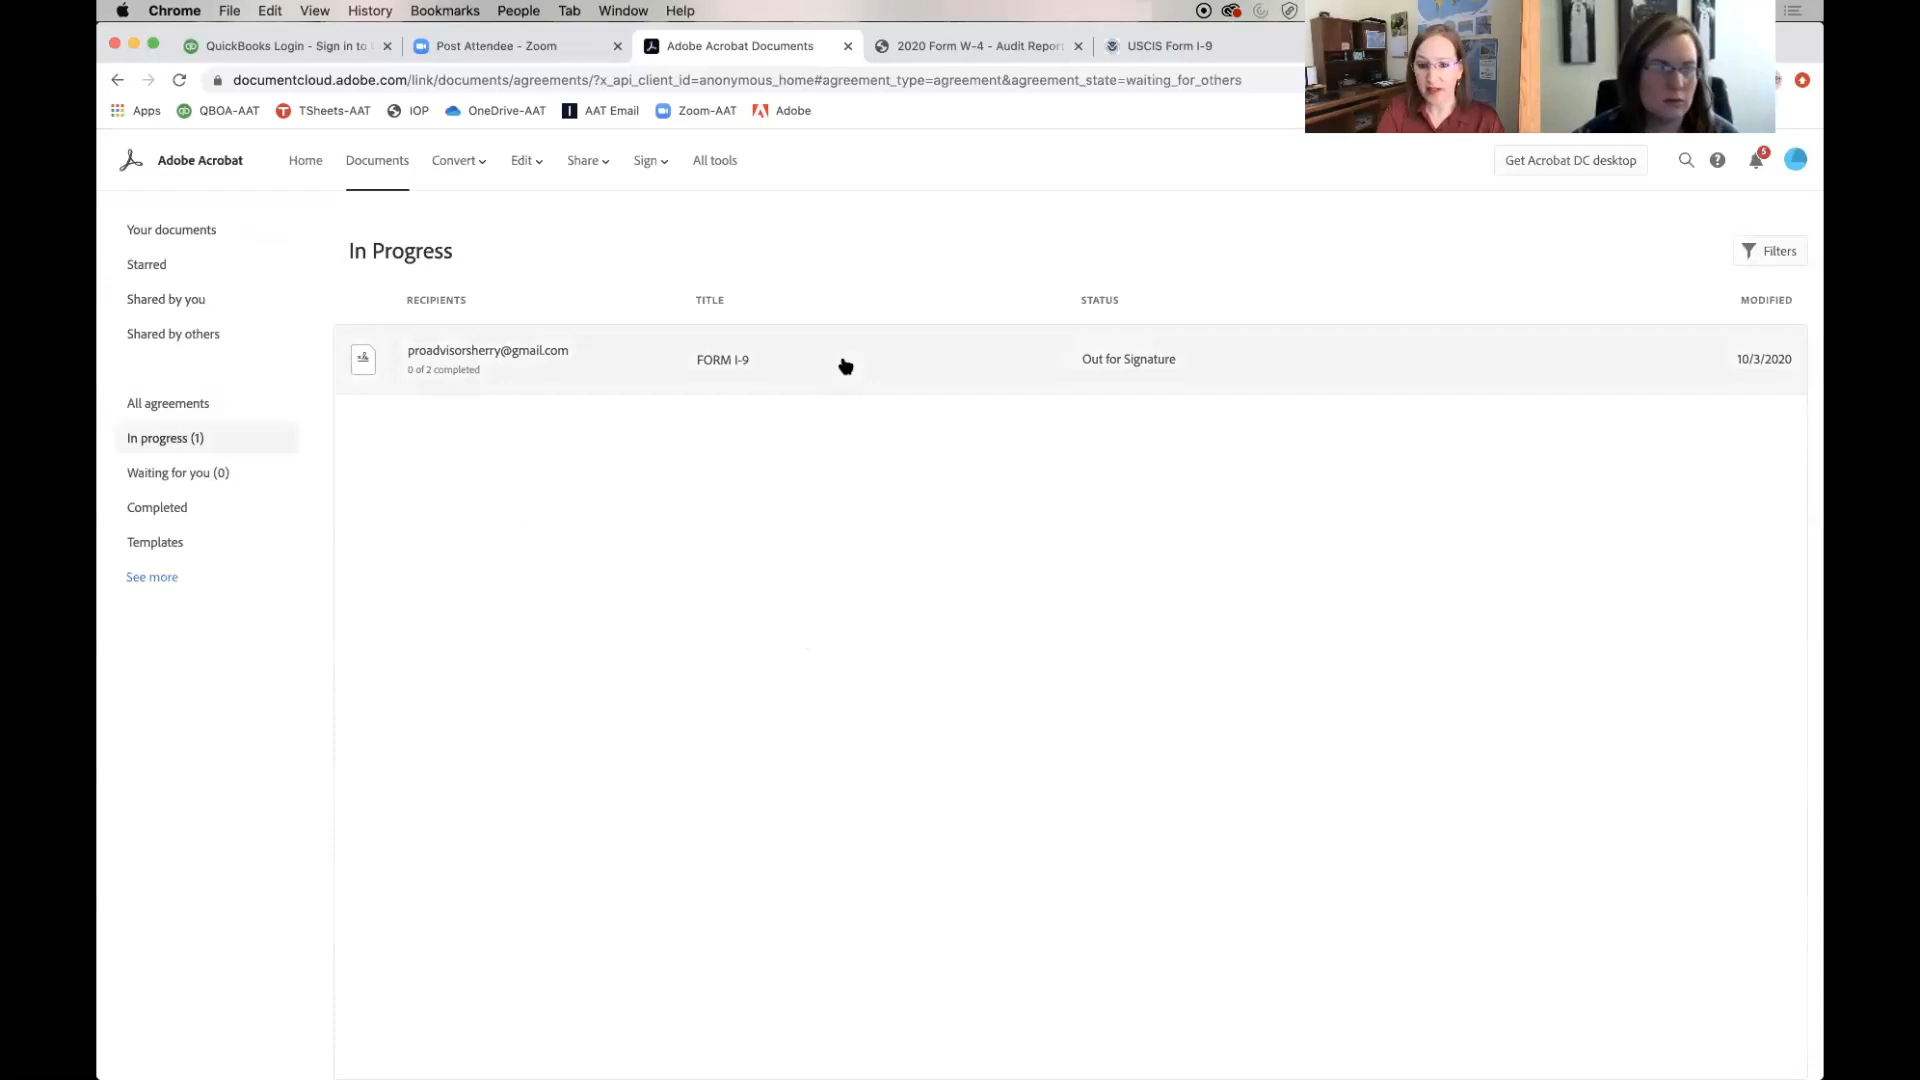 Chrome File Edit View History Bookmarks People Tab Window Help
QuickBooks Login - Sign in to Post Attendee - Zoom Adobe Acrobat Documents 2020 Form W-4 - Audit Report USCIS Form I-9
documentcloud.adobe.com/link/documents/agreements/?x_api_client_id=anonymous_home#agreement_type=agreement&agreement_state=waiting_for_others
Apps QBOA-AAT TSheets-AAT iOP OneDrive-AAT AAT Email Zoom-AAT Adobe
Adobe Acrobat Home Documents Convert Edit Share Sign All tools Get Acrobat DC desktop 5
Your documents
Starred
Shared by you
Shared by others
All agreements
In progress (1)
Waiting for you (0)
Completed
Templates
See more
In Progress
Filters
RECIPIENTS TITLE STATUS MODIFIED
proadvisorsherry@gmail.com
0 of 2 completed
FORM I-9 Out for Signature 10/3/2020